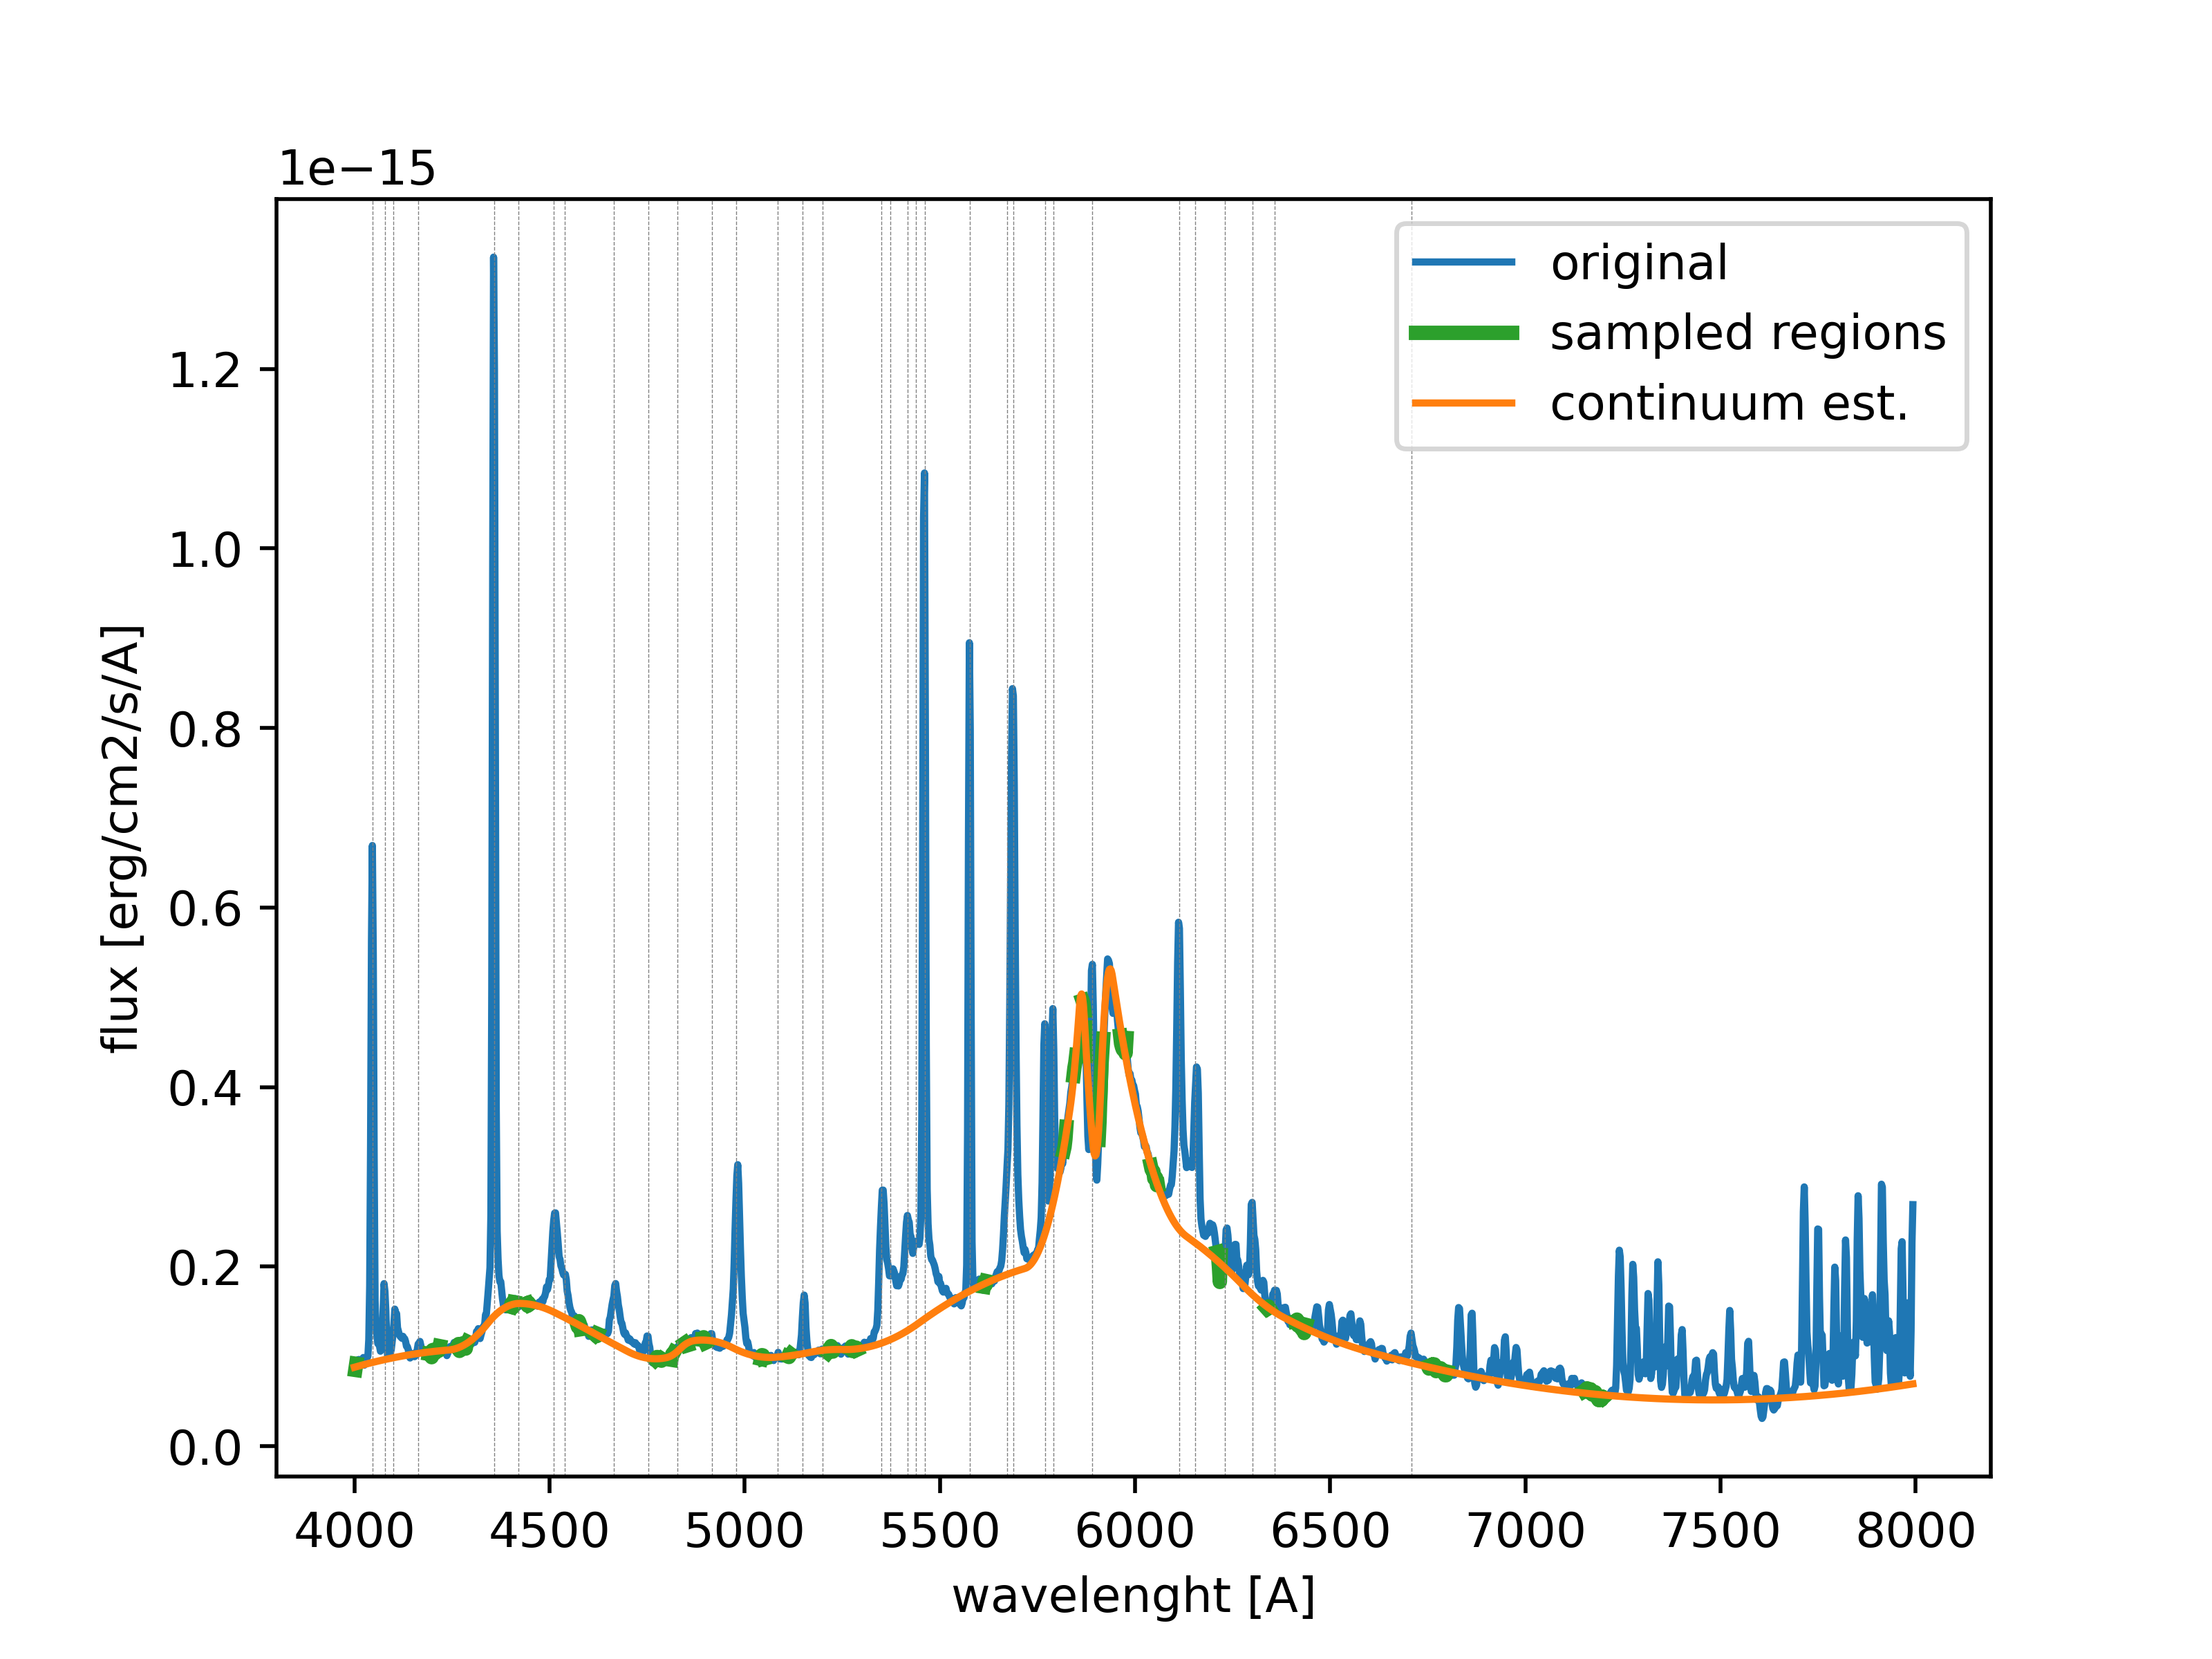 1e−15
original
sampled regions
continuum est.
1.2
1.0
0.8
0.6
0.4
0.2
0.0
flux [erg/cm2/s/A]
4000 4500 5000 5500 6000 6500 7000 7500 8000
wavelenght [A]